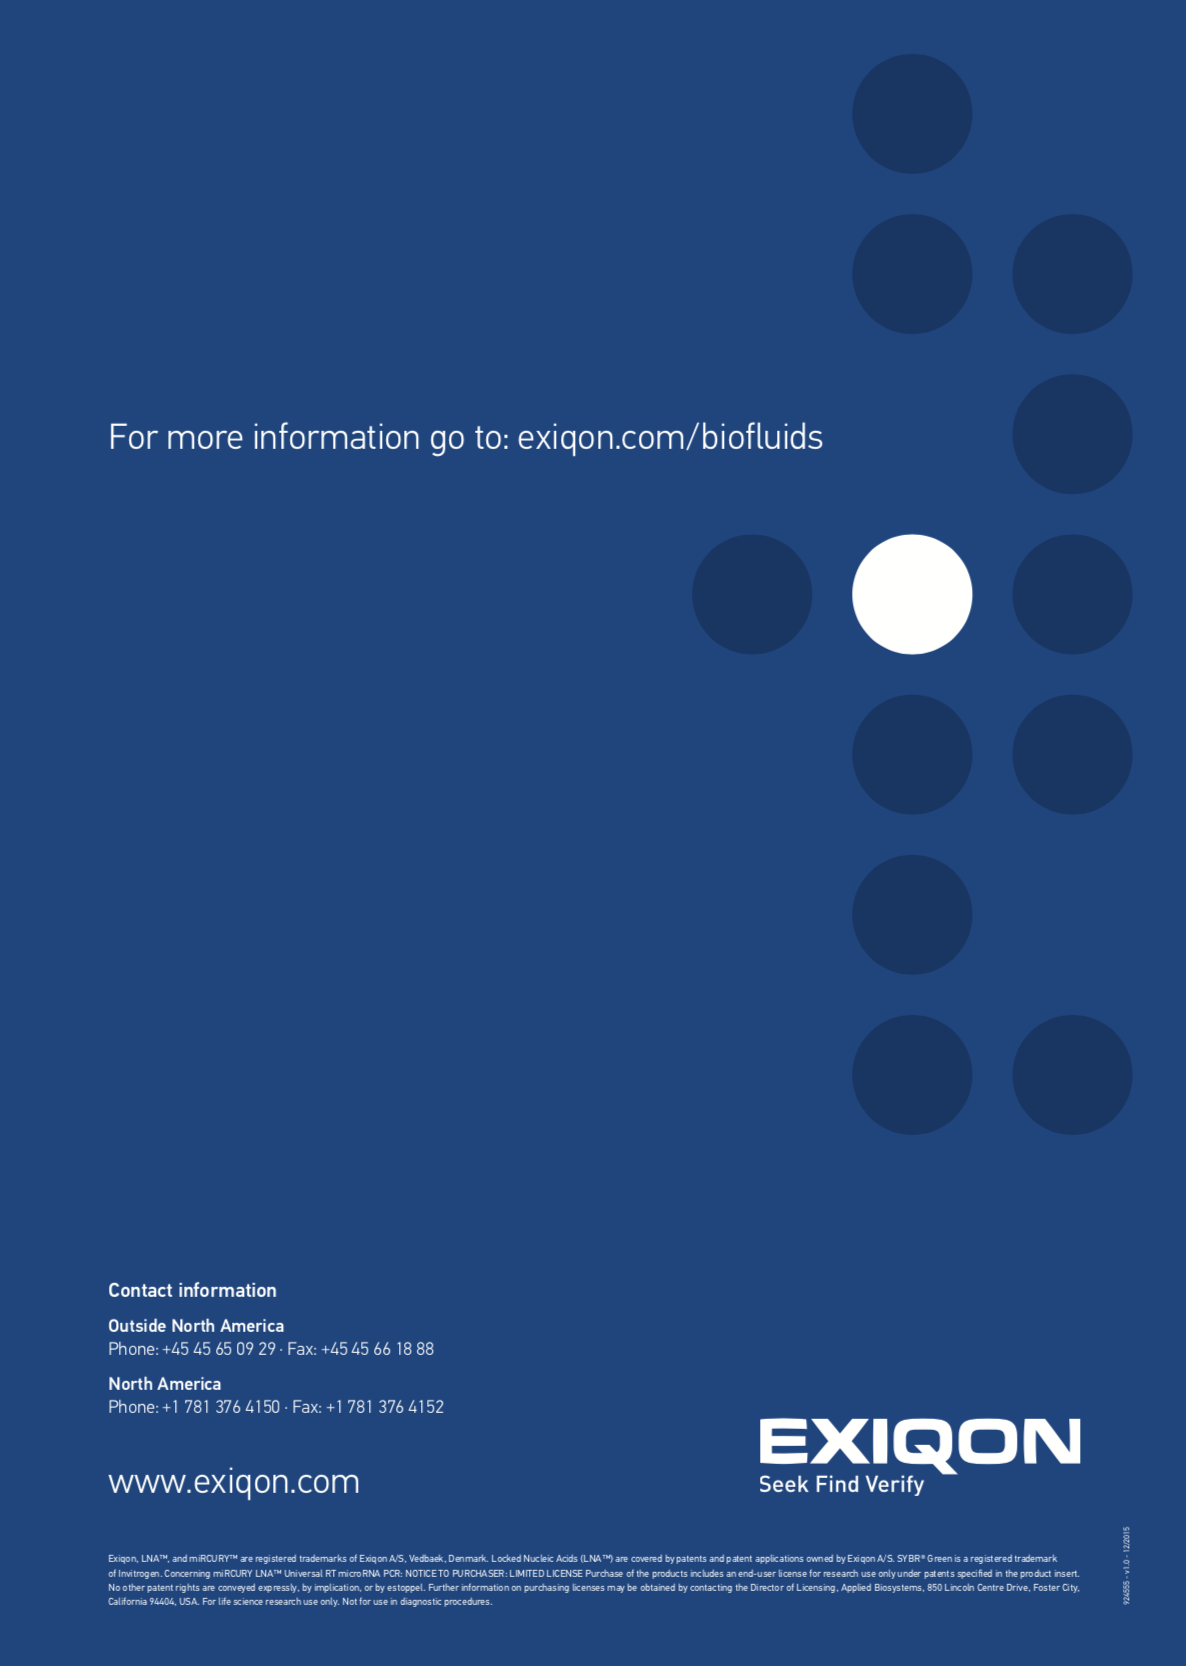 For more information go to: exiqon.com/biofluids
Contact information
Outside North America
Phone: +45 45 65 09 29 · Fax: +45 45 66 18 88
North America
Phone: +1 781 376 4150 · Fax: +1 781 376 4152
www.exiqon.com
EXIQON
Seek Find Verify
Exiqon, LNA™, and miRCURY™ are registered trademarks of Exiqon A/S, Vedbaek, Denmark. Locked Nucleic Acids (LNA™) are covered by patents and patent applications owned by Exiqon A/S. SYBR® Green is a registered trademark
of Invitrogen. Concerning miRCURY LNA™ Universal RT microRNA PCR: NOTICE TO PURCHASER: LIMITED LICENSE Purchase of the products includes an end-user license for research use only under patents specified in the product insert.
No other patent rights are conveyed expressly, by implication, or by estoppel. Further information on purchasing licenses may be obtained by contacting the Director of Licensing, Applied Biosystems, 850 Lincoln Centre Drive, Foster City,
California 94404, USA. For life science research use only. Not for use in diagnostic procedures.
924555 - v1.0 - 12/2015